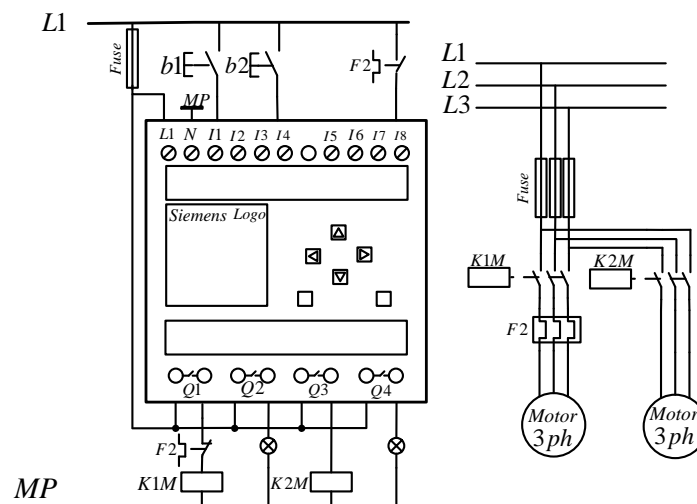 L1
Fuse
b1
b2
F2
MP
L1 N I1 I2 I3 I4 I5 I6 I7 I8
Siemens Logo
Q1 Q2 Q3 Q4
F2
K1M
K2M
MP
L1
L2
L3
Fuse
K1M
K2M
F2
Motor
3ph
Motor
3ph